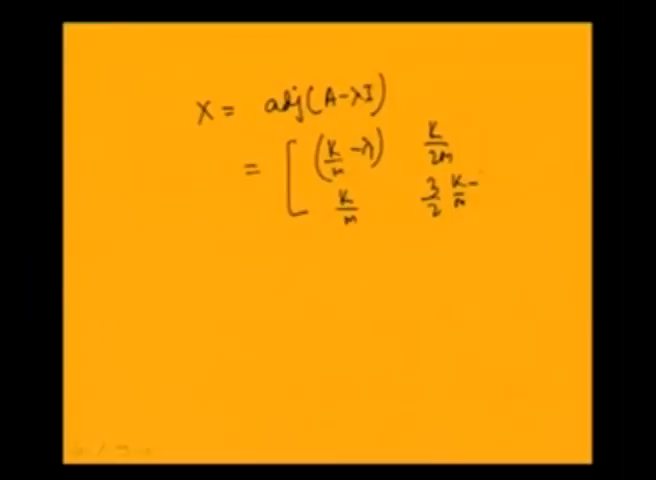 X = adj(A-λI)
= [ (K/m - λ) K/2m
K/m 3/2 K/m -